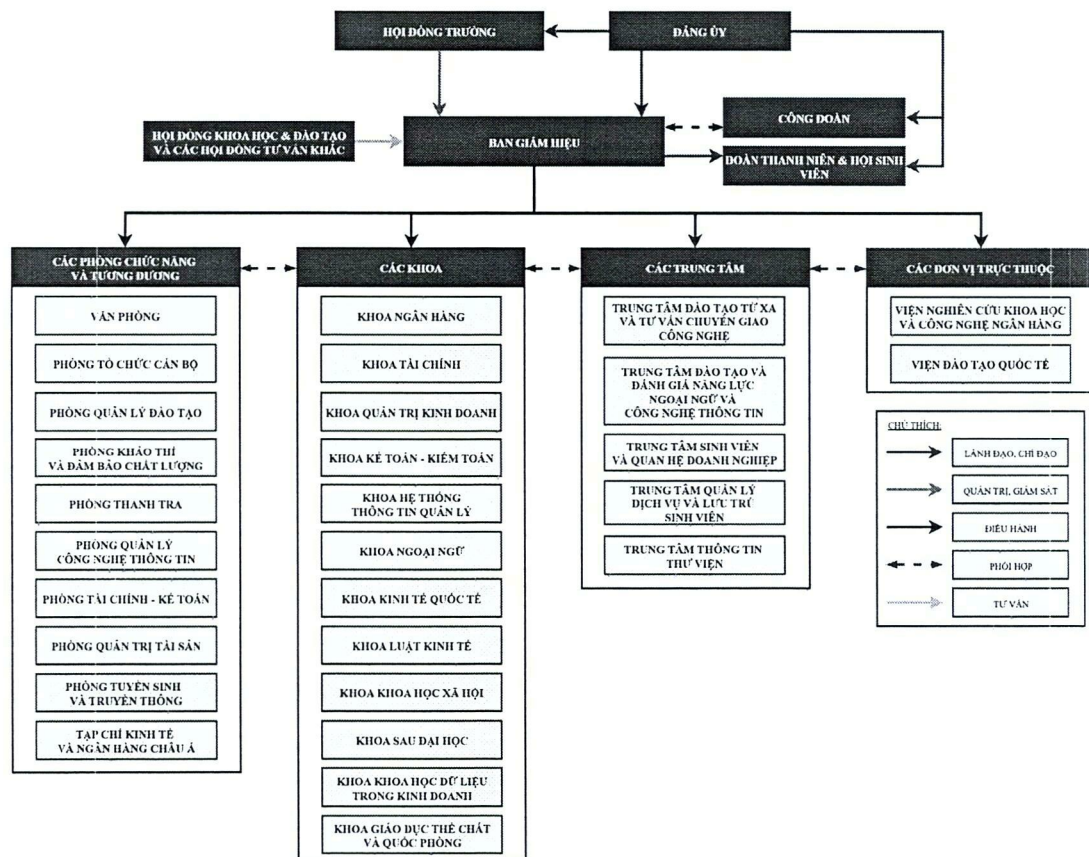 HỘI ĐỒNG TRƯỜNG
ĐẢNG ỦY
HỘI ĐỒNG KHOA HỌC & ĐÀO TẠO
VÀ CÁC HỘI ĐỒNG TƯ VẤN KHÁC
BAN GIÁM HIỆU
CÔNG ĐOÀN
ĐOÀN THANH NIÊN & HỘI SINH
VIÊN
CÁC PHÒNG CHỨC NĂNG
VÀ TƯƠNG ĐƯƠNG
VĂN PHÒNG
PHÒNG TỔ CHỨC CÁN BỘ
PHÒNG QUẢN LÝ ĐÀO TẠO
PHÒNG KHẢO THÍ
VÀ ĐẢM BẢO CHẤT LƯỢNG
PHÒNG THANH TRA
PHÒNG QUẢN LÝ
CÔNG NGHỆ THÔNG TIN
PHÒNG TÀI CHÍNH - KẾ TOÁN
PHÒNG QUẢN TRỊ TÀI SẢN
PHÒNG TUYỂN SINH
VÀ TRUYỀN THÔNG
TẠP CHÍ KINH TẾ
VÀ NGÂN HÀNG CHÂU Á
CÁC KHOA
KHOA NGÂN HÀNG
KHOA TÀI CHÍNH
KHOA QUẢN TRỊ KINH DOANH
KHOA KẾ TOÁN - KIỂM TOÁN
KHOA HỆ THỐNG
THÔNG TIN QUẢN LÝ
KHOA NGOẠI NGỮ
KHOA KINH TẾ QUỐC TẾ
KHOA LUẬT KINH TẾ
KHOA KHOA HỌC XÃ HỘI
KHOA SAU ĐẠI HỌC
KHOA KHOA HỌC DỮ LIỆU
TRONG KINH DOANH
KHOA GIÁO DỤC THỂ CHẤT
VÀ QUỐC PHÒNG
CÁC TRUNG TÂM
TRUNG TÂM ĐÀO TẠO TỪ XA
VÀ TƯ VẤN CHUYỂN GIAO
CÔNG NGHỆ
TRUNG TÂM ĐÀO TẠO VÀ
ĐÁNH GIÁ NĂNG LỰC
NGOẠI NGỮ VÀ
CÔNG NGHỆ THÔNG TIN
TRUNG TÂM SINH VIÊN
VÀ QUAN HỆ DOANH NGHIỆP
TRUNG TÂM QUẢN LÝ
DỊCH VỤ VÀ LƯU TRÚ
SINH VIÊN
TRUNG TÂM THÔNG TIN
THƯ VIỆN
CÁC ĐƠN VỊ TRỰC THUỘC
VIỆN NGHIÊN CỨU KHOA HỌC
VÀ CÔNG NGHỆ NGÂN HÀNG
VIỆN ĐÀO TẠO QUỐC TẾ
CHÚ THÍCH:
LÃNH ĐẠO, CHỈ ĐẠO
QUẢN TRỊ, GIÁM SÁT
ĐIỀU HÀNH
PHỐI HỢP
TƯ VẤN